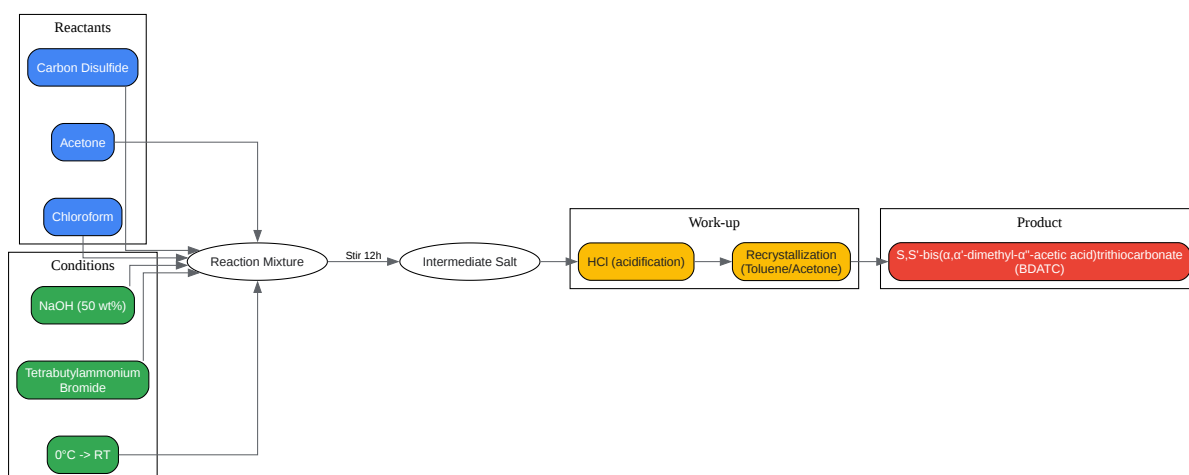 Reactants
Carbon Disulfide
Acetone
Chloroform
Conditions
NaOH (50 wt%)
Tetrabutylammonium
Bromide
0°C -> RT
Reaction Mixture
Stir 12h
Intermediate Salt
Work-up
HCl (acidification)
Recrystallization
(Toluene/Acetone)
Product
S,S'-bis(α,α'-dimethyl-α''-acetic acid)trithiocarbonate
(BDATC)